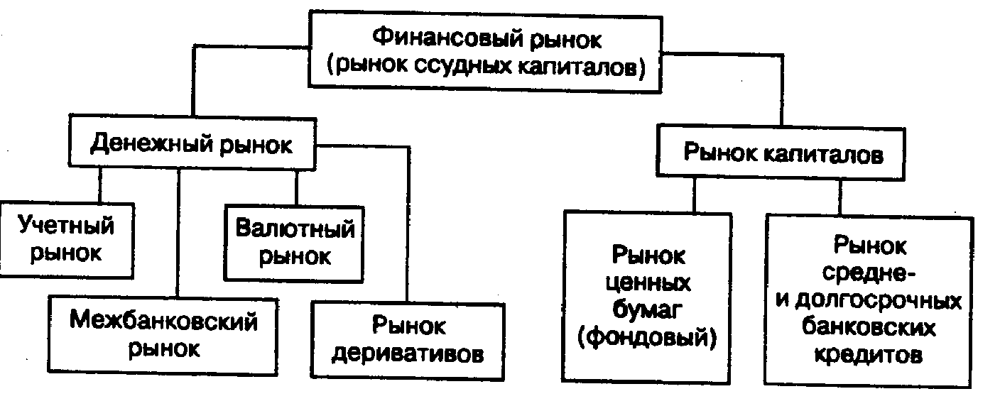 Финансовый рынок
(рынок ссудных капиталов)
Денежный рынок
Рынок капиталов
Учетный
рынок
Валютный
рынок
Межбанковский
рынок
Рынок
деривативов
Рынок
ценных
бумаг
(фондовый)
Рынок
средне-
и долгосрочных
банковских
кредитов